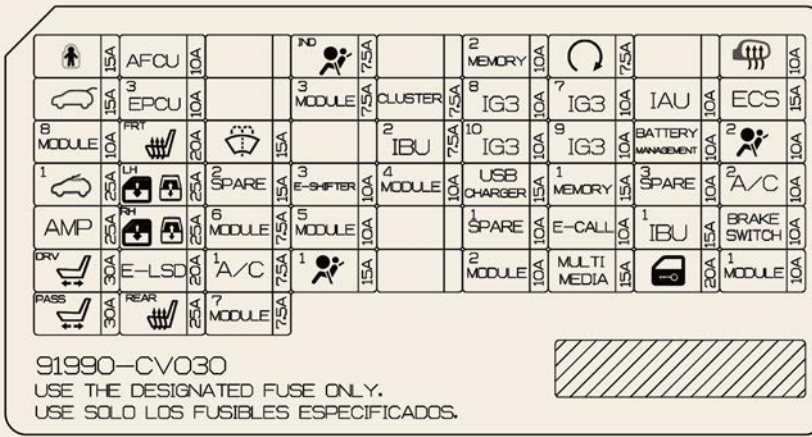 15A AFCU 10A IND 7.5A 2 MEMORY 10A 7.5A 10A
15A 3 EPCU 10A 3 MODULE 7.5A CLUSTER 7.5A 8 IG3 10A 7 IG3 10A IAU 10A ECS 15A
8 MODULE 10A FRT 20A 15A 2 IBU 7.5A 10 IG3 10A 9 IG3 10A BATTERY MANAGEMENT 10A 2 10A
1 25A LH 25A 2 SPARE 15A 3 E-SHIFTER 10A 4 MODULE 10A USB CHARGER 15A 1 MEMORY 15A 3 SPARE 10A 2 A/C 10A
AMP 25A RH 25A 6 MODULE 7.5A 5 MODULE 10A 1 SPARE 10A E-CALL 10A 1 IBU 15A BRAKE SWITCH 10A
DRV 30A E-LSD 20A 1 A/C 7.5A 1 15A 2 MODULE 10A MULTI MEDIA 15A 20A 1 MODULE 10A
PASS 30A REAR 25A 7 MODULE 7.5A
91990-CV030
USE THE DESIGNATED FUSE ONLY.
USE SOLO LOS FUSIBLES ESPECIFICADOS.